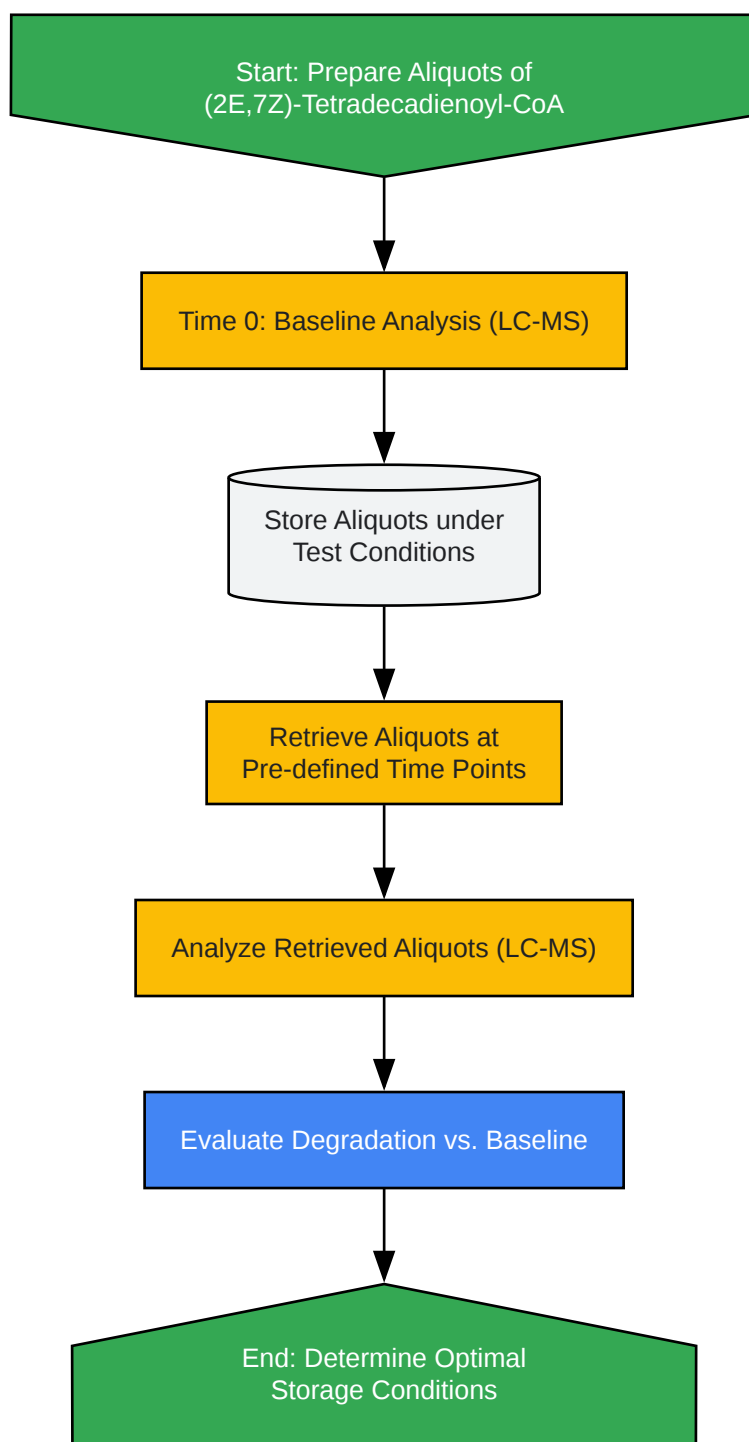 Start: Prepare Aliquots of
(2E,7Z)-Tetradecadienoyl-CoA
Time 0: Baseline Analysis (LC-MS)
Store Aliquots under
Test Conditions
Retrieve Aliquots at
Pre-defined Time Points
Analyze Retrieved Aliquots (LC-MS)
Evaluate Degradation vs. Baseline
End: Determine Optimal
Storage Conditions